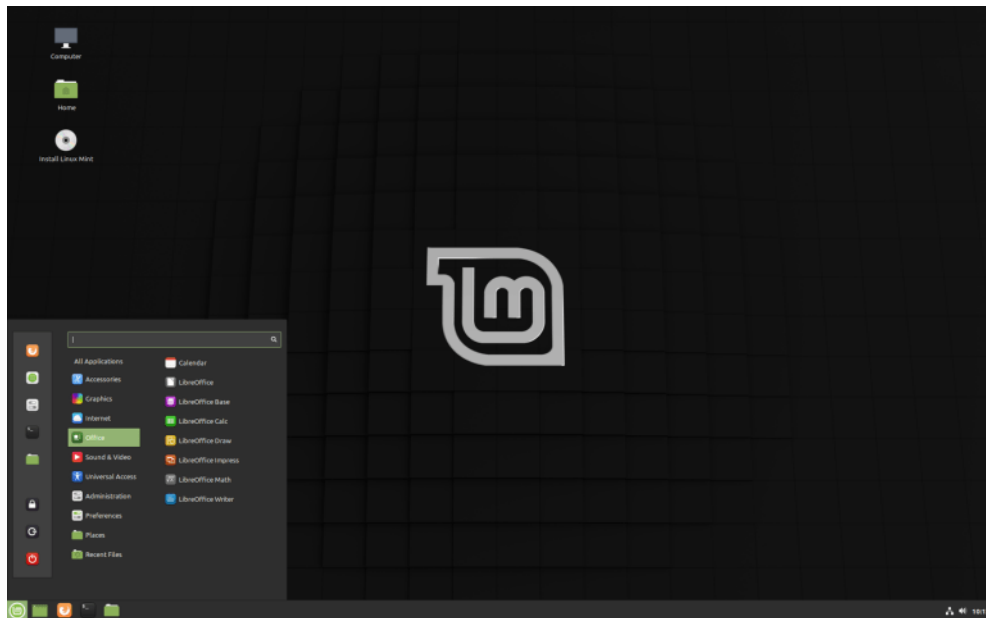 Computer
Home
Install Linux Mint
lm
All Applications
Accessories
Graphics
Internet
Office
Sound & Video
Universal Access
Administration
Preferences
Places
Recent Files
Calendar
LibreOffice
LibreOffice Base
LibreOffice Calc
LibreOffice Draw
LibreOffice Impress
LibreOffice Math
LibreOffice Writer